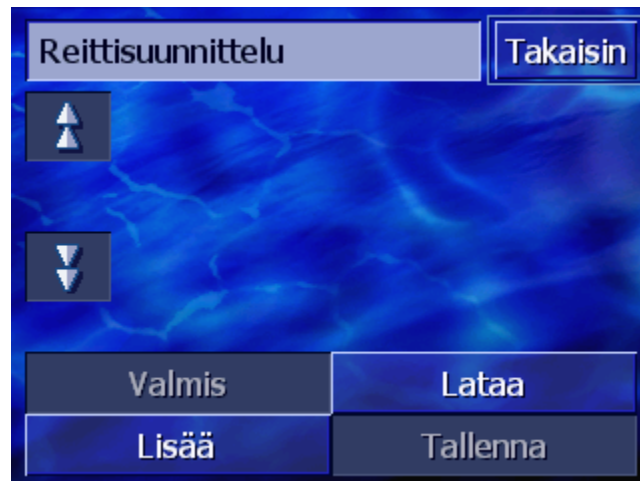 Reittisuunnittelu
Takaisin
Valmis
Lataa
Lisää
Tallenna